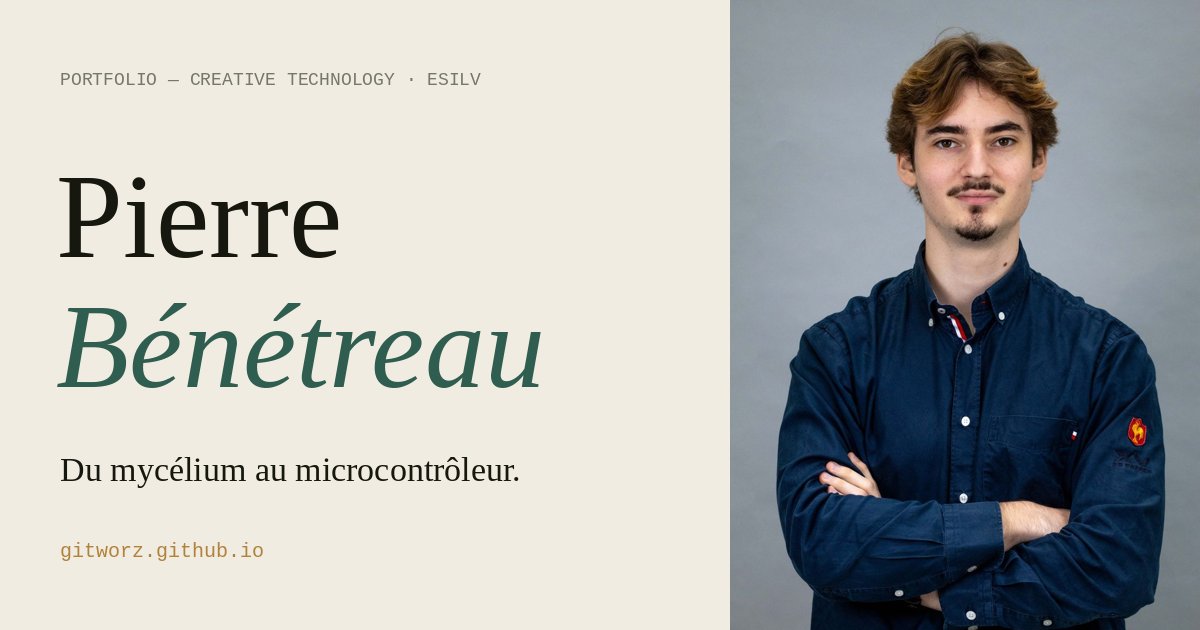 PORTFOLIO — CREATIVE TECHNOLOGY · ESILV
Pierre
Bénétreau
Du mycélium au microcontrôleur.
gitworz.github.io